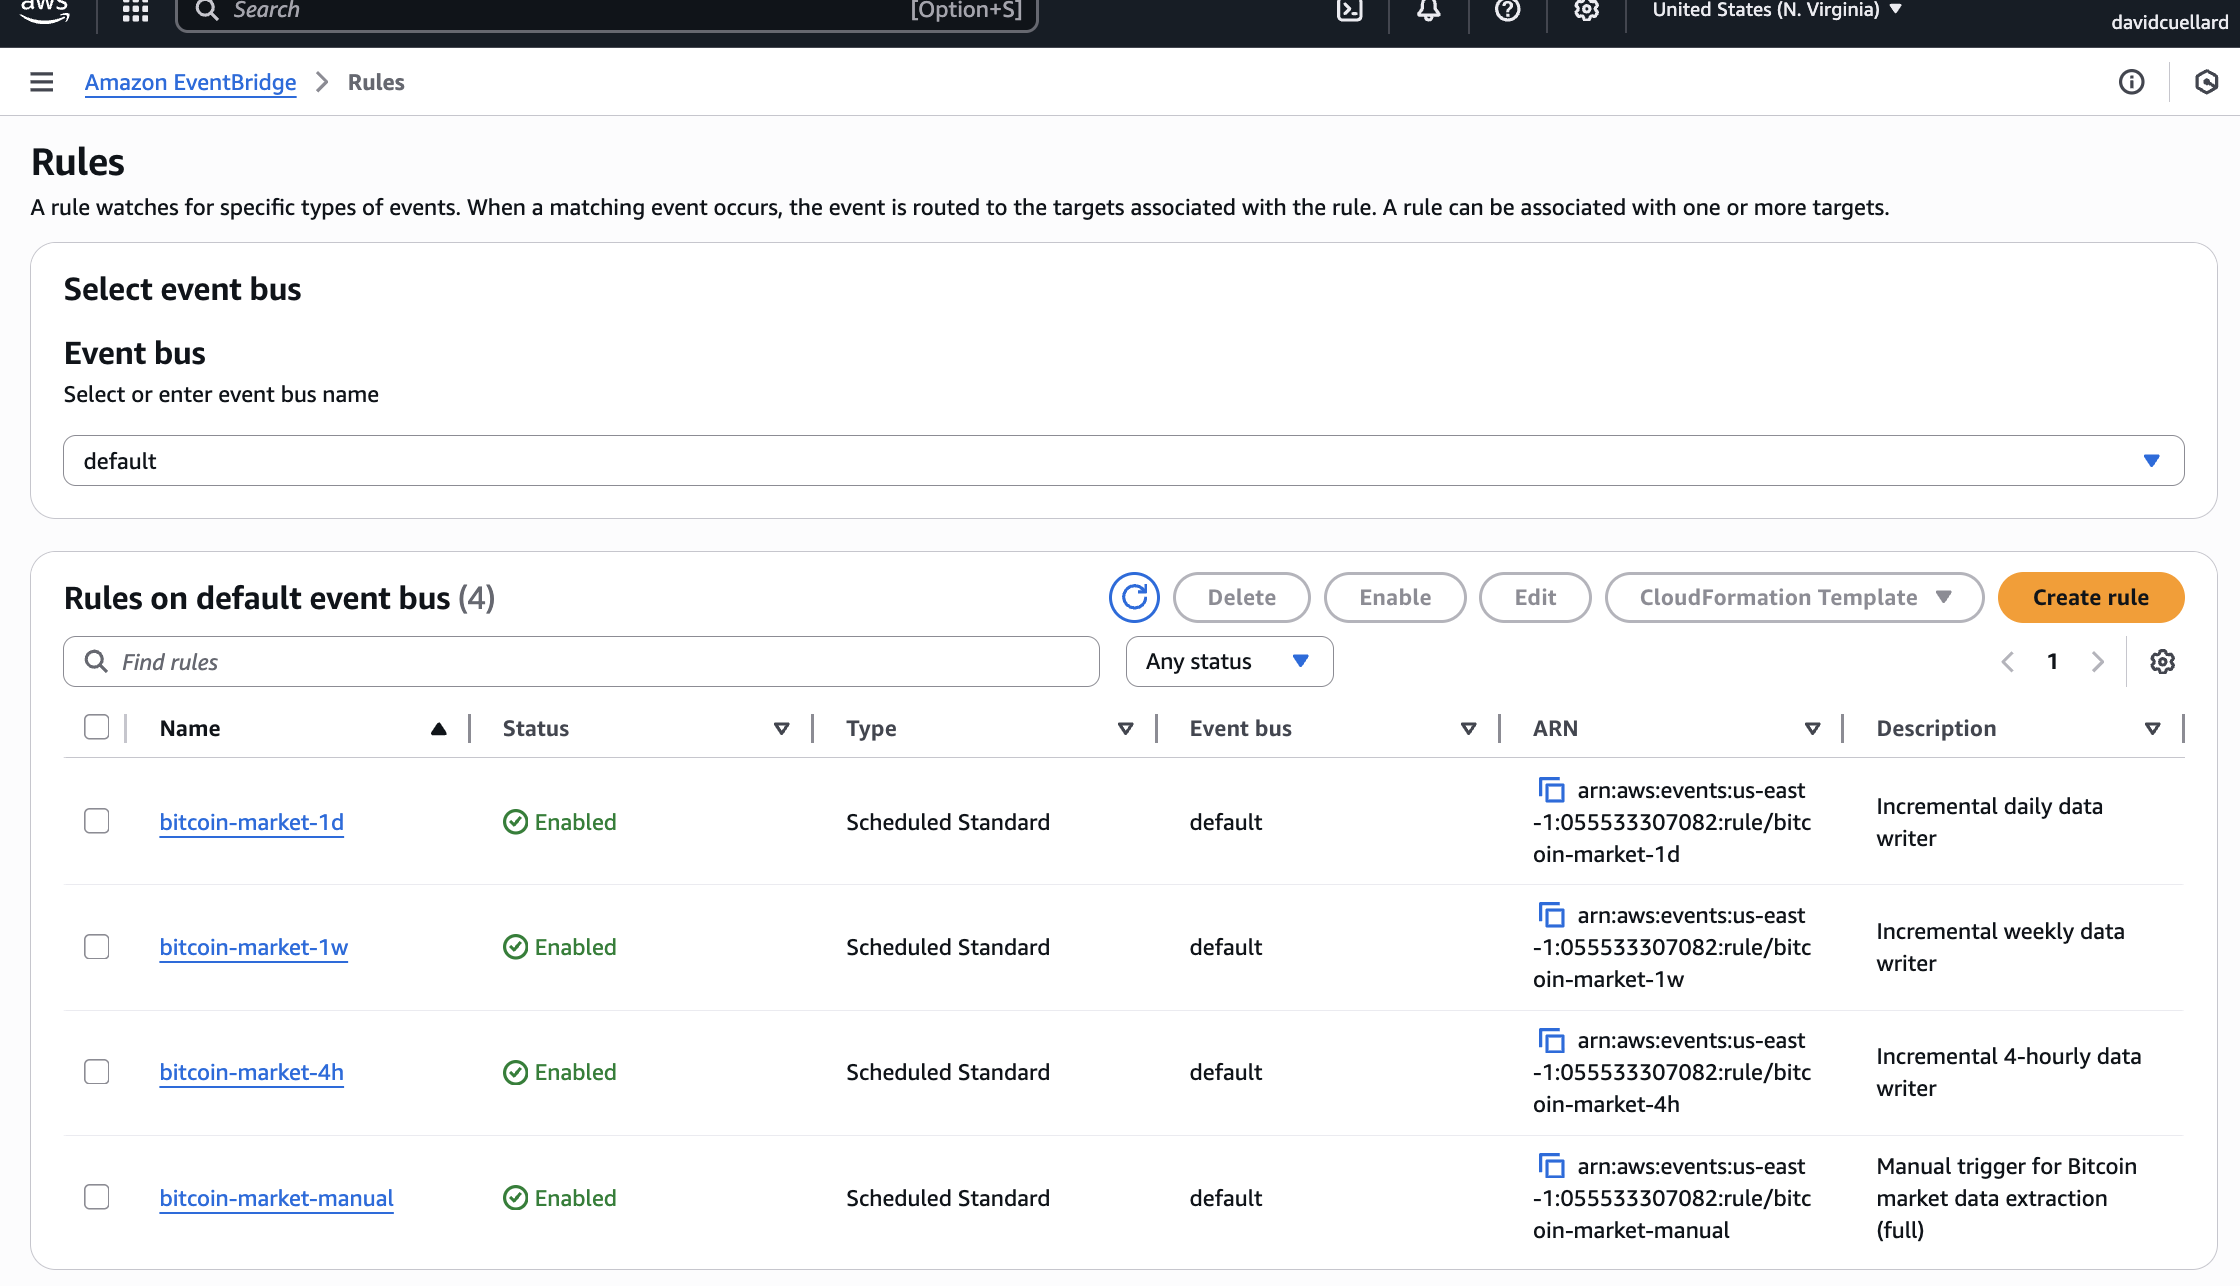 aws
Search
[Option+S]
United States (N. Virginia)
davidcuellard
Amazon EventBridge
Rules
Rules
A rule watches for specific types of events. When a matching event occurs, the event is routed to the targets associated with the rule. A rule can be associated with one or more targets.
Select event bus
Event bus
Select or enter event bus name
default
Rules on default event bus (4)
Delete
Enable
Edit
CloudFormation Template
Create rule
Find rules
Any status
1
Name
Status
Type
Event bus
ARN
Description
bitcoin-market-1d
Enabled
Scheduled Standard
default
arn:aws:events:us-east
-1:055533307082:rule/bitc
oin-market-1d
Incremental daily data
writer
bitcoin-market-1w
Enabled
Scheduled Standard
default
arn:aws:events:us-east
-1:055533307082:rule/bitc
oin-market-1w
Incremental weekly data
writer
bitcoin-market-4h
Enabled
Scheduled Standard
default
arn:aws:events:us-east
-1:055533307082:rule/bitc
oin-market-4h
Incremental 4-hourly data
writer
bitcoin-market-manual
Enabled
Scheduled Standard
default
arn:aws:events:us-east
-1:055533307082:rule/bitc
oin-market-manual
Manual trigger for Bitcoin
market data extraction
(full)